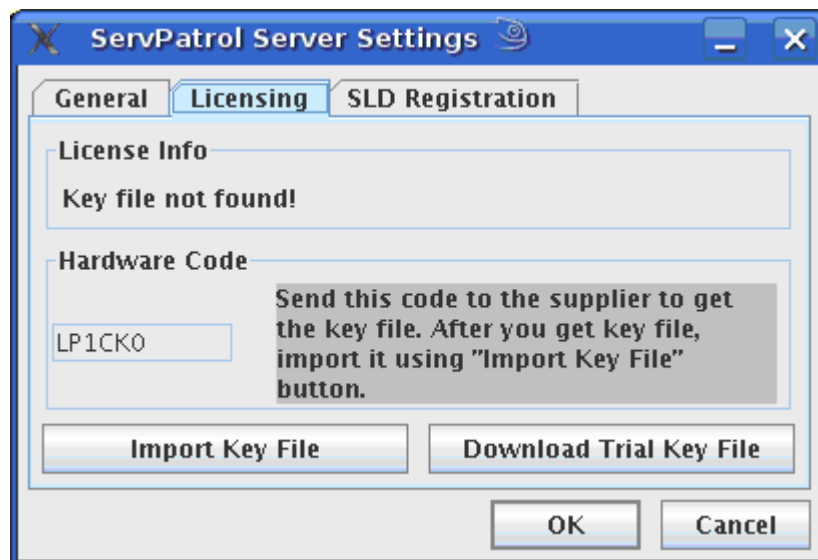 ServPatrol Server Settings
General Licensing SLD Registration
License Info
Key file not found!
Hardware Code
LP1CK0
Send this code to the supplier to get
the key file. After you get key file,
import it using "Import Key File"
button.
Import Key File Download Trial Key File
OK Cancel